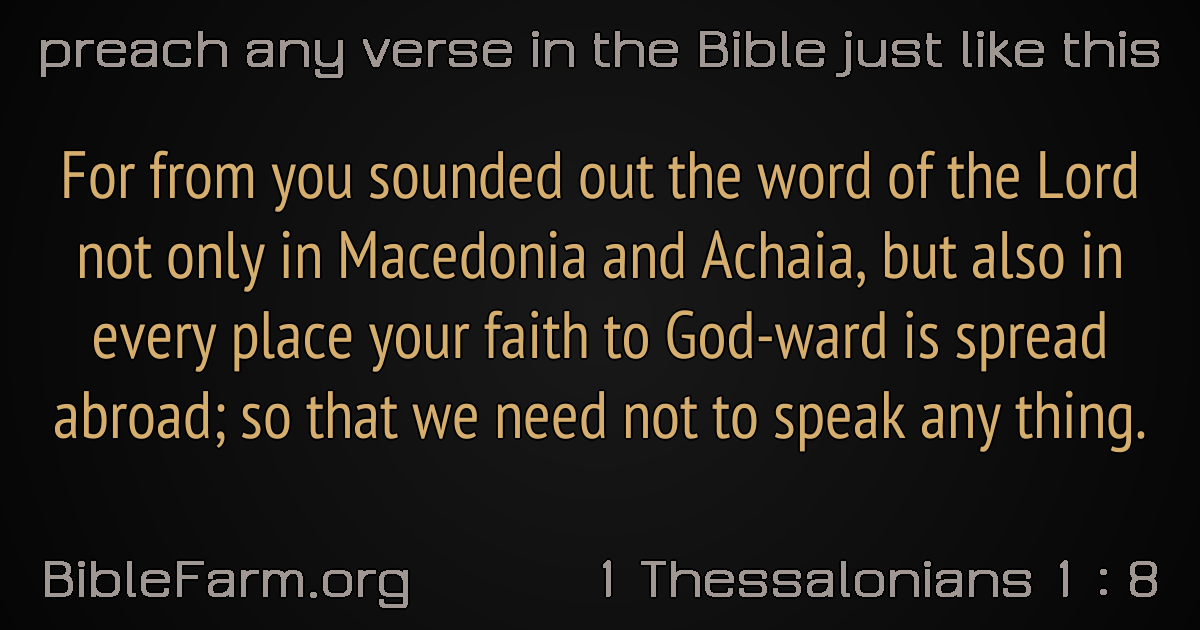 preach any verse in the Bible just like this
For from you sounded out the word of the Lord
not only in Macedonia and Achaia, but also in
every place your faith to God-ward is spread
abroad; so that we need not to speak any thing.
BibleFarm.org 1 Thessalonians 1 : 8